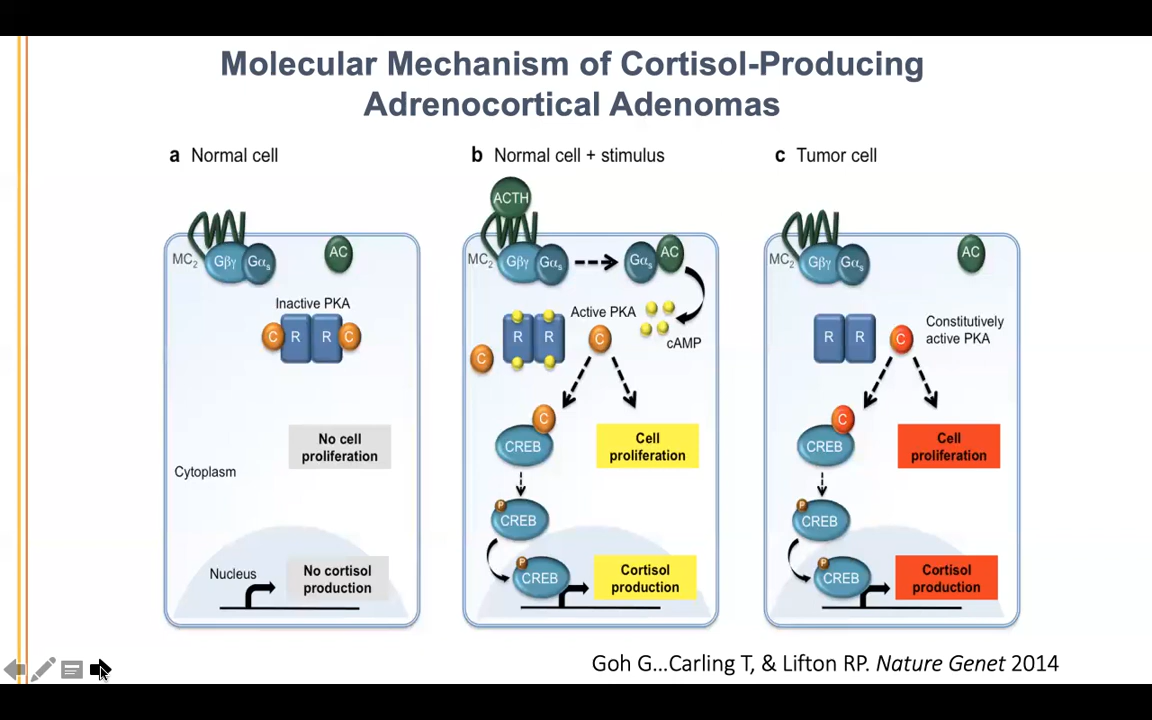 Molecular Mechanism of Cortisol-Producing
Adrenocortical Adenomas
a Normal cell
MC2
Gβγ
Gαs
AC
Inactive PKA
C
R
R
C
No cell
proliferation
Cytoplasm
Nucleus
No cortisol
production
b Normal cell + stimulus
ACTH
MC2
Gβγ
Gαs
Gαs
AC
Active PKA
cAMP
R
R
C
C
C
CREB
Cell
proliferation
P
CREB
P
CREB
Cortisol
production
c Tumor cell
MC2
Gβγ
Gαs
AC
R
R
C
Constitutively
active PKA
C
CREB
Cell
proliferation
P
CREB
P
CREB
Cortisol
production
Goh G...Carling T, & Lifton RP. Nature Genet 2014